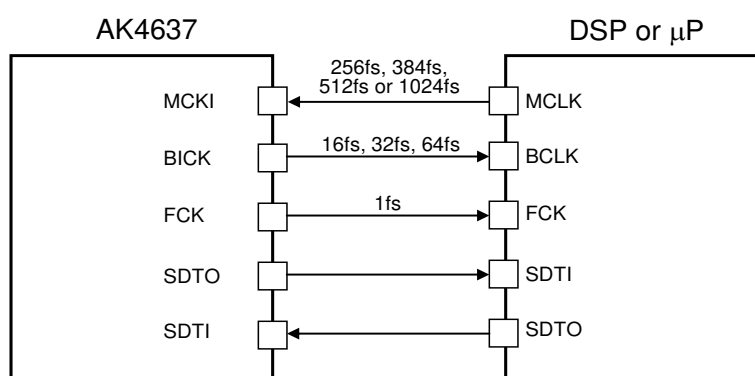 AK4637
DSP or μP
256fs, 384fs,
512fs or 1024fs
MCKI
MCLK
16fs, 32fs, 64fs
BICK
BCLK
1fs
FCK
FCK
SDTO
SDTI
SDTI
SDTO